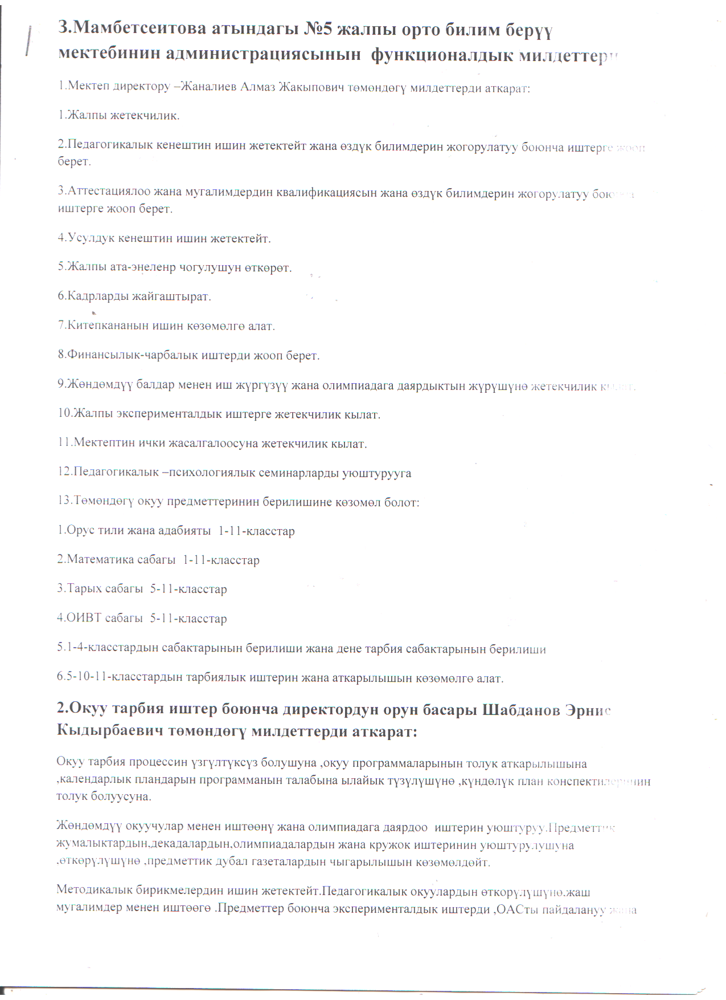 З.Мамбетсеитова атындагы №5 жалпы орто билим берүү
мектебинин администрациясынын функционалдык милдеттери
1.Мектеп директору –Жаналиев Алмаз Жакыпович төмөндөгү милдеттерди аткарат:
1.Жалпы жетекчилик.
2.Педагогикалык кенештин ишин жетектейт жана өздүк билимдерин жогорулатуу боюнча иштерге жооп
берет.
3.Аттестациялоо жана мугалимдердин квалификациясын жана өздүк билимдерин жогорулатуу боюнча
иштерге жооп берет.
4.Усулдук кенештин ишин жетектейт.
5.Жалпы ата-энеленр чогулушун өткөрөт.
6.Кадрларды жайгаштырат.
7.Китепкананын ишин көзөмөлгө алат.
8.Финансылык-чарбалык иштерди жооп берет.
9.Жөндөмдүү балдар менен иш жүргүзүү жана олимпиадага даярдыктын жүрүшүнө жетекчилик кылат.
10.Жалпы эксперименталдык иштерге жетекчилик кылат.
11.Мектептин ички жасалгалоосуна жетекчилик кылат.
12.Педагогикалык –психологиялык семинарларды уюштурууга
13.Төмөндөгү окуу предметтеринин берилишине көзомөл болот:
1.Орус тили жана адабияты 1-11-класстар
2.Математика сабагы 1-11-класстар
3.Тарых сабагы 5-11-класстар
4.ОИВТ сабагы 5-11-класстар
5.1-4-класстардын сабактарынын берилиши жана дене тарбия сабактарынын берилиши
6.5-10-11-класстардын тарбиялык иштерин жана аткарылышын көзөмөлгө алат.
2.Окуу тарбия иштер боюнча директордун орун басары Шабданов Эрнис
Кыдырбаевич төмөндөгү милдеттерди аткарат:
Окуу тарбия процессин үзгүлтүксүз болушуна ,окуу программаларынын толук аткарылышына
,календарлык пландарын программанын талабына ылайык түзүлүшүнө ,күндөлүк план конспектилеринин
толук болуусуна.
Жөндөмдүү окуучулар менен иштөөнү жана олимпиадага даярдоо иштерин уюштуруу.Предметтик
жумалыктардын,декадалардын,олимпиадалардын жана кружок иштеринин уюштурулушуна
,өткөрүлүшүнө ,предметтик дубал газеталардын чыгарылышын көзөмөлдөйт.
Методикалык бирикмелердин ишин жетектейт.Педагогикалык окуулардын өткорүлүшүнө.жаш
мугалимдер менен иштөөгө .Предметтер боюнча эксперименталдык иштерди ,ОАСты пайдалануу жана